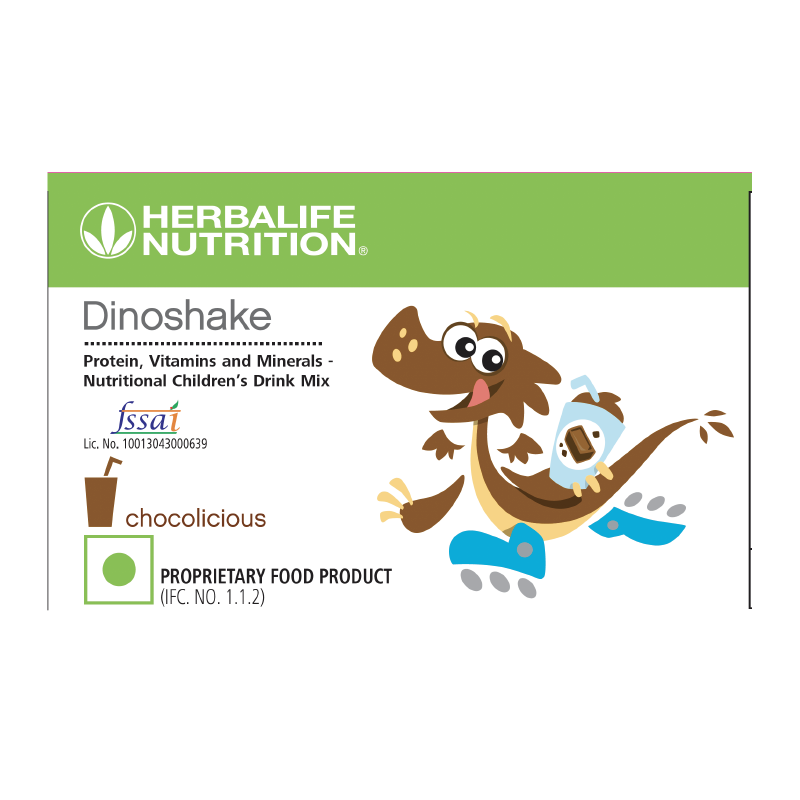 HERBALIFE
NUTRITION®
Dinoshake
Protein, Vitamins and Minerals -
Nutritional Children's Drink Mix
fssai
Lic. No. 10013043000639
chocolicious
PROPRIETARY FOOD PRODUCT
(IFC. NO. 1.1.2)